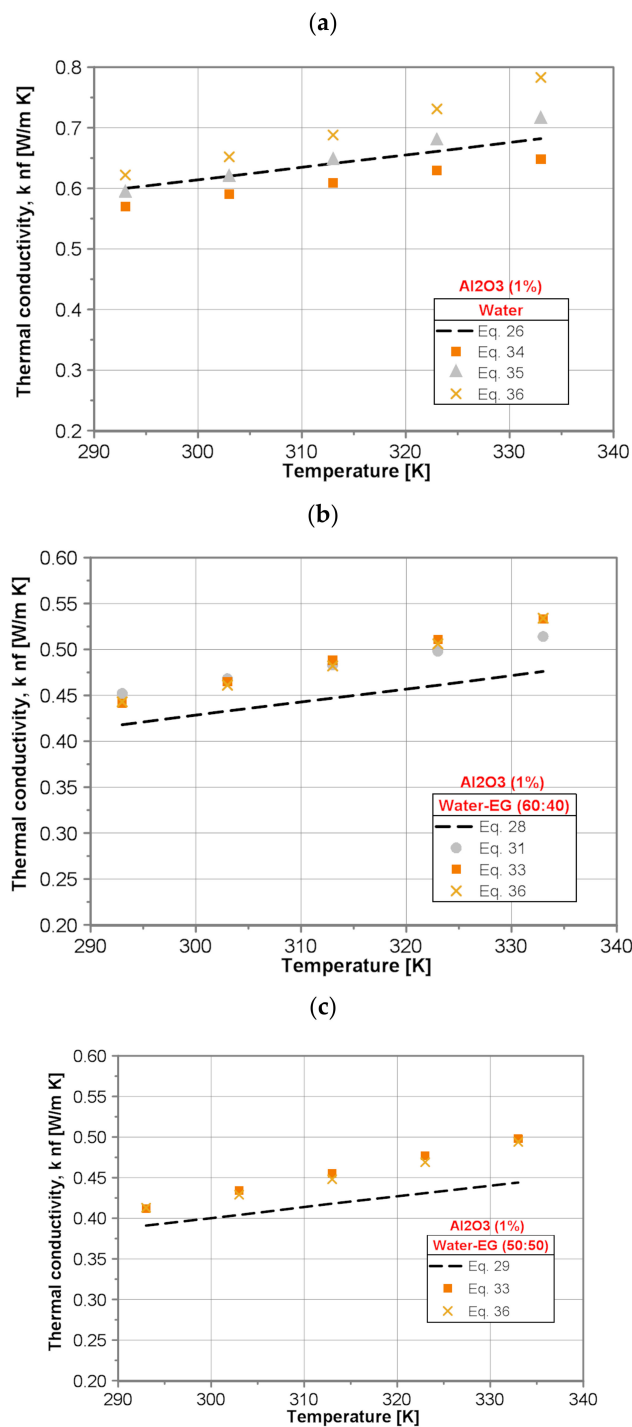 (a)
Thermal conductivity, k nf [W/m K]
0.8
0.7
0.6
0.5
0.4
0.3
0.2
Al2O3 (1%)
Water
Eq. 26
Eq. 34
Eq. 35
Eq. 36
290 300 310 320 330 340
Temperature [K]
(b)
Thermal conductivity, k nf [W/m K]
0.60
0.55
0.50
0.45
0.40
0.35
0.30
0.25
0.20
Al2O3 (1%)
Water-EG (60:40)
Eq. 28
Eq. 31
Eq. 33
Eq. 36
290 300 310 320 330 340
Temperature [K]
(c)
Thermal conductivity, k nf [W/m K]
0.60
0.50
0.45
0.40
0.35
0.30
0.25
0.20
Al2O3 (1%)
Water-EG (50:50)
Eq. 29
Eq. 33
Eq. 36
290 300 310 320 330 340
Temperature [K]